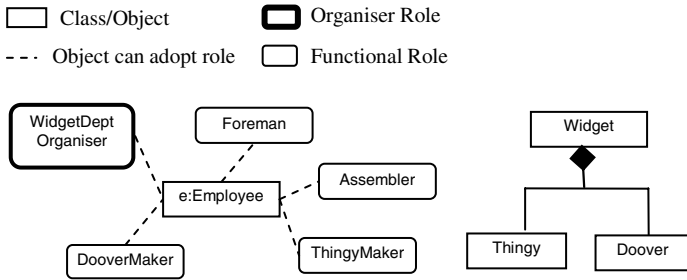 Class/Object
Organiser Role
Object can adopt role
Functional Role
WidgetDept
Organiser
Foreman
Widget
e:Employee
Assembler
DooverMaker
ThingyMaker
Thingy
Doover